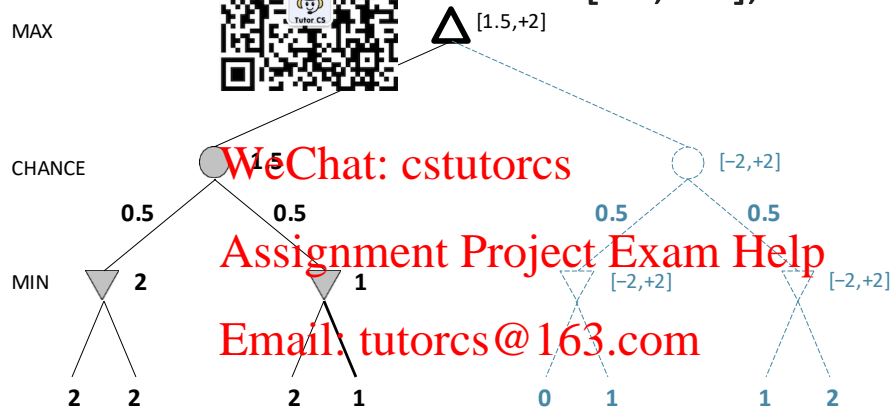 Tutor CS
MAX [1.5,+2]
CHANCE 1.5 [−2,+2]
WeChat: cstutorcs
0.5 0.5 0.5 0.5
Assignment Project Exam Help
MIN 2 1 [−2,+2] [−2,+2]
Email: tutorcs@163.com
2 2 2 1 0 1 1 2